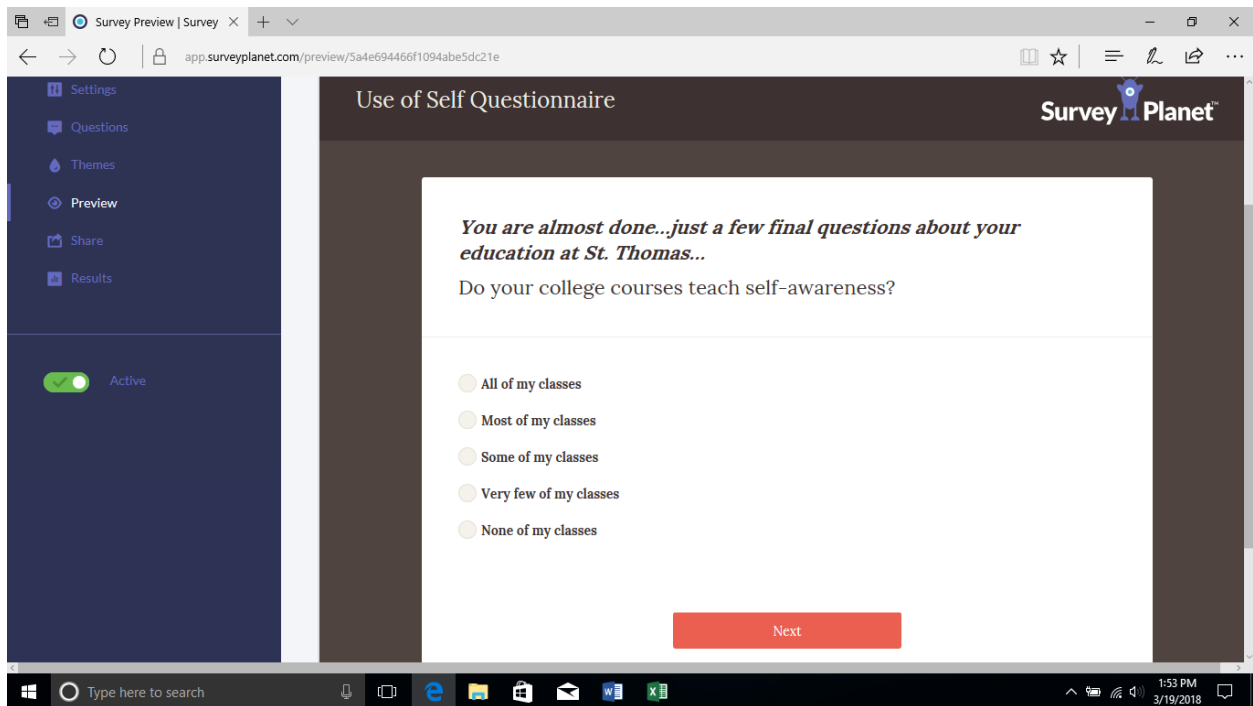 Survey Preview | Survey
app.surveyplanet.com/preview/5a4e694466f1094abe5dc21e
Settings
Questions
Themes
Preview
Share
Results
Active
Use of Self Questionnaire
Survey Planet™
You are almost done...just a few final questions about your
education at St. Thomas...
Do your college courses teach self-awareness?
All of my classes
Most of my classes
Some of my classes
Very few of my classes
None of my classes
Next
Type here to search
1:53 PM
3/19/2018